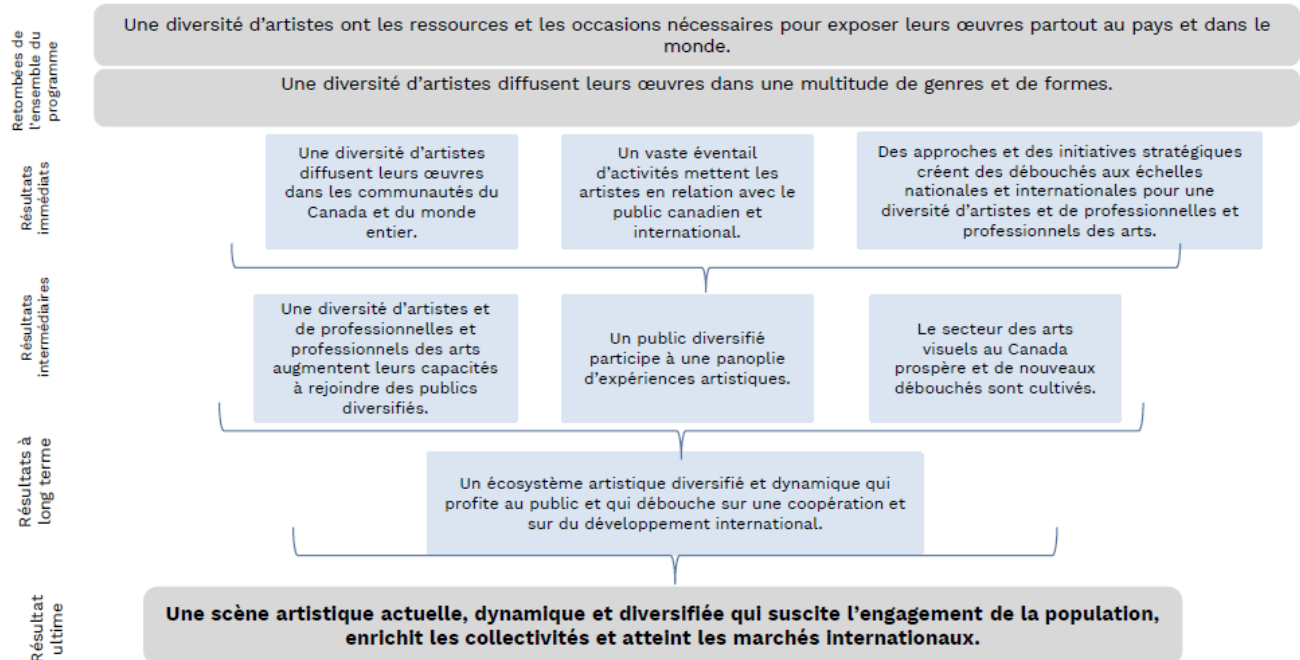 Retombées de
l'ensemble du
programme
Une diversité d'artistes ont les ressources et les occasions nécessaires pour exposer leurs œuvres partout au pays et dans le
monde.
Une diversité d'artistes diffusent leurs œuvres dans une multitude de genres et de formes.
Résultats
immédiats
Une diversité d'artistes
diffusent leurs œuvres
dans les communautés du
Canada et du monde
entier.
Un vaste éventail
d'activités mettent les
artistes en relation avec le
public canadien et
international.
Des approches et des initiatives stratégiques
créent des débouchés aux échelles
nationales et internationales pour une
diversité d'artistes et de professionnelles et
professionnels des arts.
Résultats
intermédiaires
Une diversité d'artistes et
de professionnelles et
professionnels des arts
augmentent leurs capacités
à rejoindre des publics
diversifiés.
Un public diversifié
participe à une panoplie
d'expériences artistiques.
Le secteur des arts
visuels au Canada
prospère et de nouveaux
débouchés sont cultivés.
Résultats à
long terme
Un écosystème artistique diversifié et dynamique qui
profite au public et qui débouche sur une coopération et
sur du développement international.
Résultat
ultime
Une scène artistique actuelle, dynamique et diversifiée qui suscite l'engagement de la population,
enrichit les collectivités et atteint les marchés internationaux.